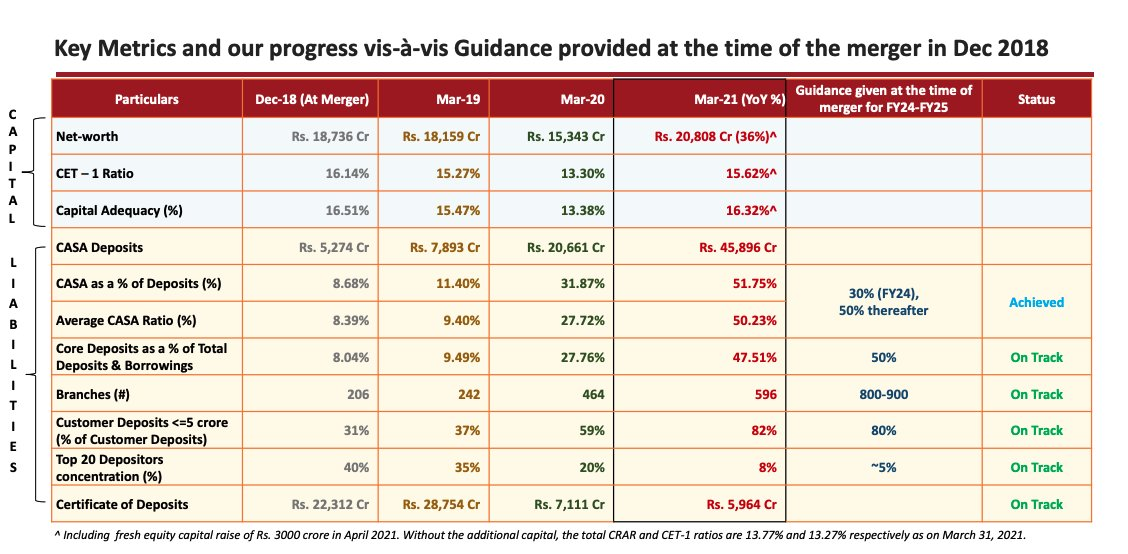 Key Metrics and our progress vis-à-vis Guidance provided at the time of the merger in Dec 2018
Particulars Dec-18 (At Merger) Mar-19 Mar-20 Mar-21 (YoY %) Guidance given at the time of
merger for FY24-FY25 Status
CAPITAL
Net-worth Rs. 18,736 Cr Rs. 18,159 Cr Rs. 15,343 Cr Rs. 20,808 Cr (36%)^
CET – 1 Ratio 16.14% 15.27% 13.30% 15.62%^
Capital Adequacy (%) 16.51% 15.47% 13.38% 16.32%^
LIABILITIES
CASA Deposits Rs. 5,274 Cr Rs. 7,893 Cr Rs. 20,661 Cr Rs. 45,896 Cr
CASA as a % of Deposits (%) 8.68% 11.40% 31.87% 51.75%
30% (FY24),
50% thereafter Achieved
Average CASA Ratio (%) 8.39% 9.40% 27.72% 50.23%
Core Deposits as a % of Total
Deposits & Borrowings 8.04% 9.49% 27.76% 47.51% 50% On Track
Branches (#) 206 242 464 596 800-900 On Track
Customer Deposits <=5 crore
(% of Customer Deposits) 31% 37% 59% 82% 80% On Track
Top 20 Depositors
concentration (%) 40% 35% 20% 8% ~5% On Track
Certificate of Deposits Rs. 22,312 Cr Rs. 28,754 Cr Rs. 7,111 Cr Rs. 5,964 Cr On Track
^ Including fresh equity capital raise of Rs. 3000 crore in April 2021. Without the additional capital, the total CRAR and CET-1 ratios are 13.77% and 13.27% respectively as on March 31, 2021.